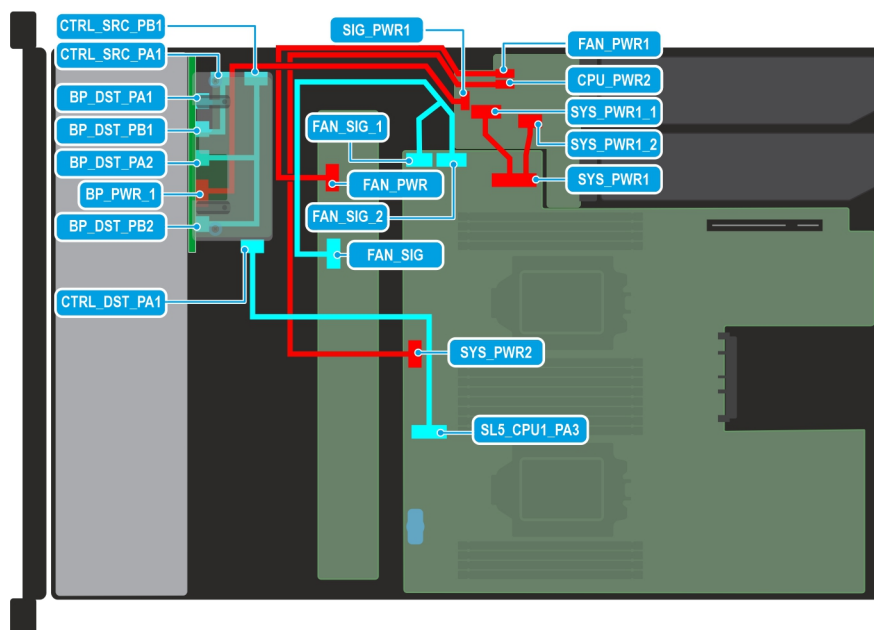 CTRL_SRC_PB1
SIG_PWR1
FAN_PWR1
CTRL_SRC_PA1
CPU_PWR2
BP_DST_PA1
SYS_PWR1_1
BP_DST_PB1
FAN_SIG_1
SYS_PWR1_2
BP_DST_PA2
FAN_PWR
SYS_PWR1
BP_PWR_1
FAN_SIG_2
BP_DST_PB2
FAN_SIG
CTRL_DST_PA1
SYS_PWR2
SL5_CPU1_PA3